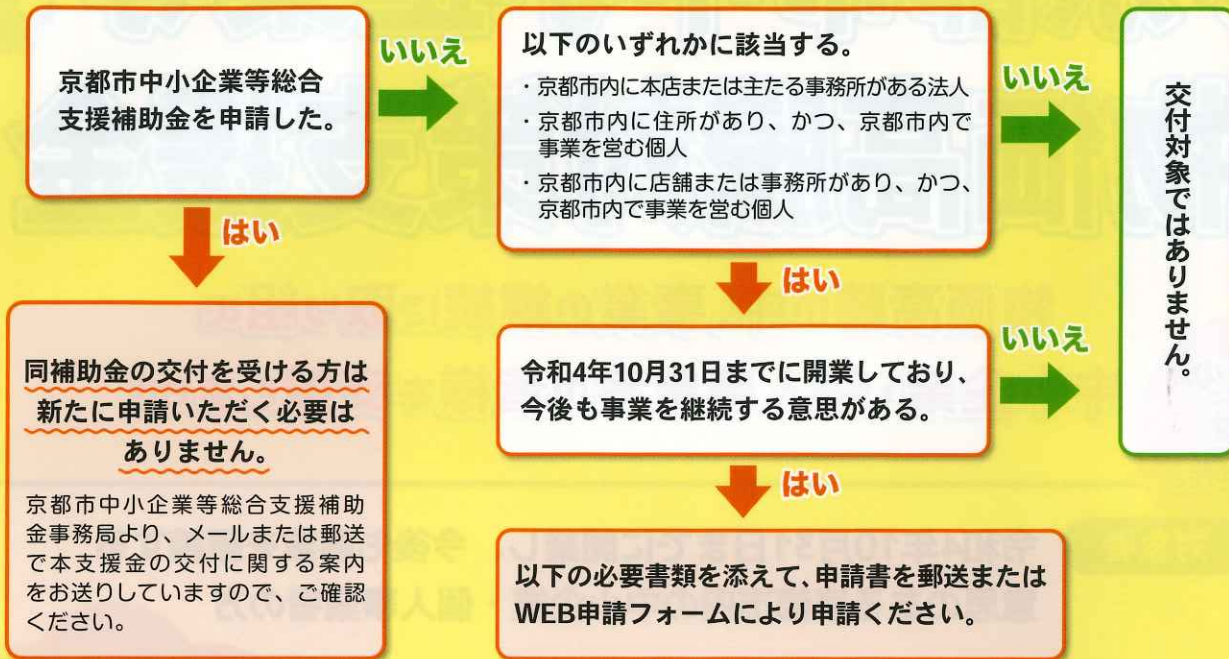 京都市中小企業等総合
支援補助金を申請した。
いいえ
以下のいずれかに該当する。
・京都市内に本店または主たる事務所がある法人
・京都市内に住所があり、かつ、京都市内で
事業を営む個人
・京都市内に店舗または事務所があり、かつ、
京都市内で事業を営む個人
いいえ
交付対象ではありません。
はい
同補助金の交付を受ける方は
新たに申請いただく必要は
ありません。
京都市中小企業等総合支援補助
金事務局より、メールまたは郵送
で本支援金の交付に関する案内
をお送りしていますので、ご確認
ください。
はい
令和4年10月31日までに開業しており、
今後も事業を継続する意思がある。
いいえ
はい
以下の必要書類を添えて、申請書を郵送または
WEB申請フォームにより申請ください。